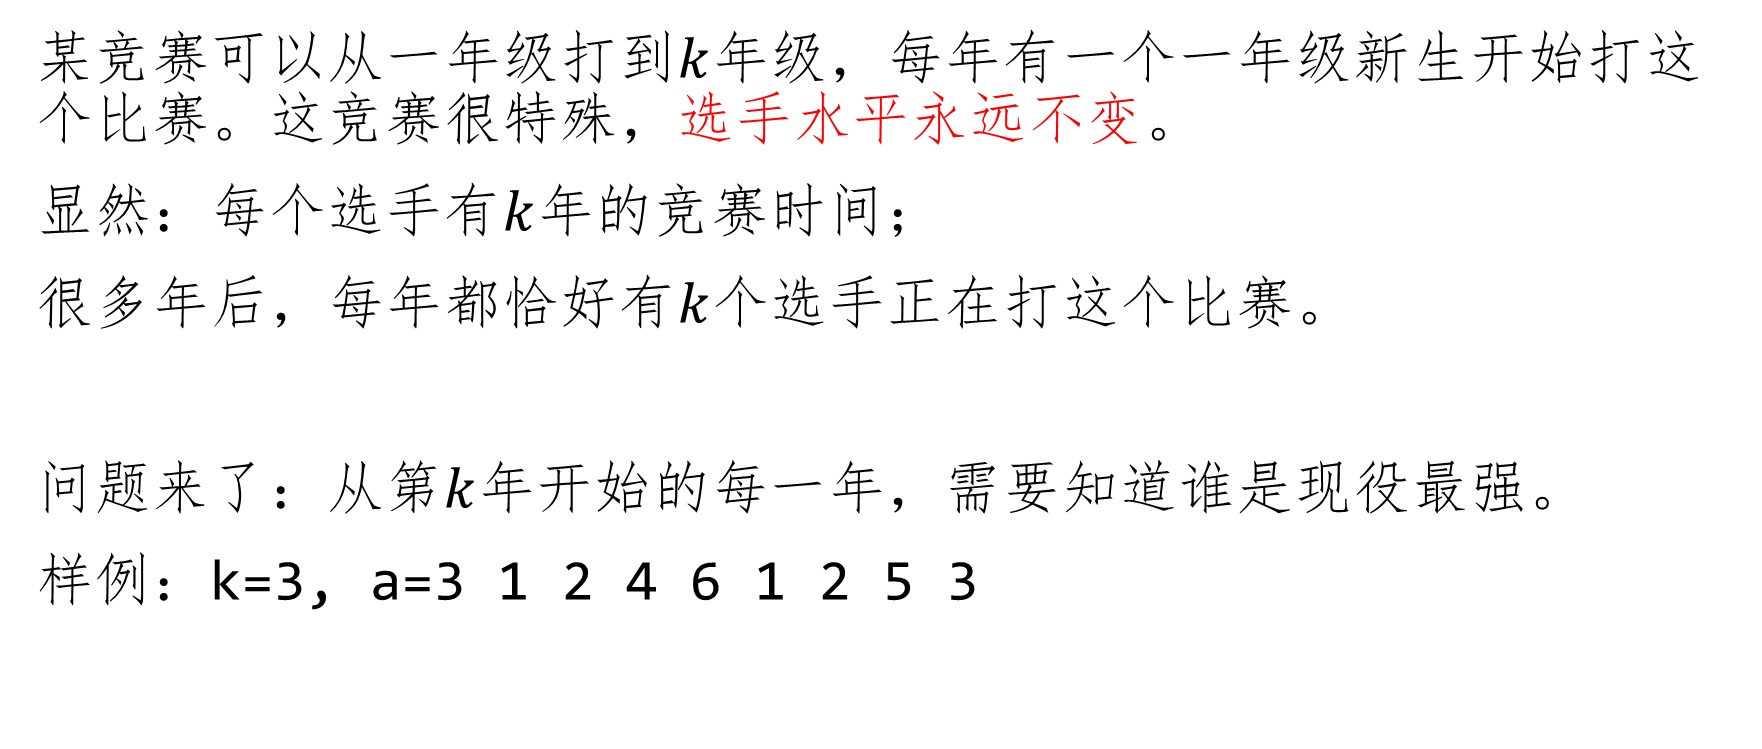 某竞赛可以从一年级打到k年级，每年有一个一年级新生开始打这
个比赛。这竞赛很特殊，选手水平永远不变。
显然：每个选手有k年的竞赛时间；
很多年后，每年都恰好有k个选手正在打这个比赛。
问题来了：从第k年开始的每一年，需要知道谁是现役最强。
样例：k=3, a=3 1 2 4 6 1 2 5 3